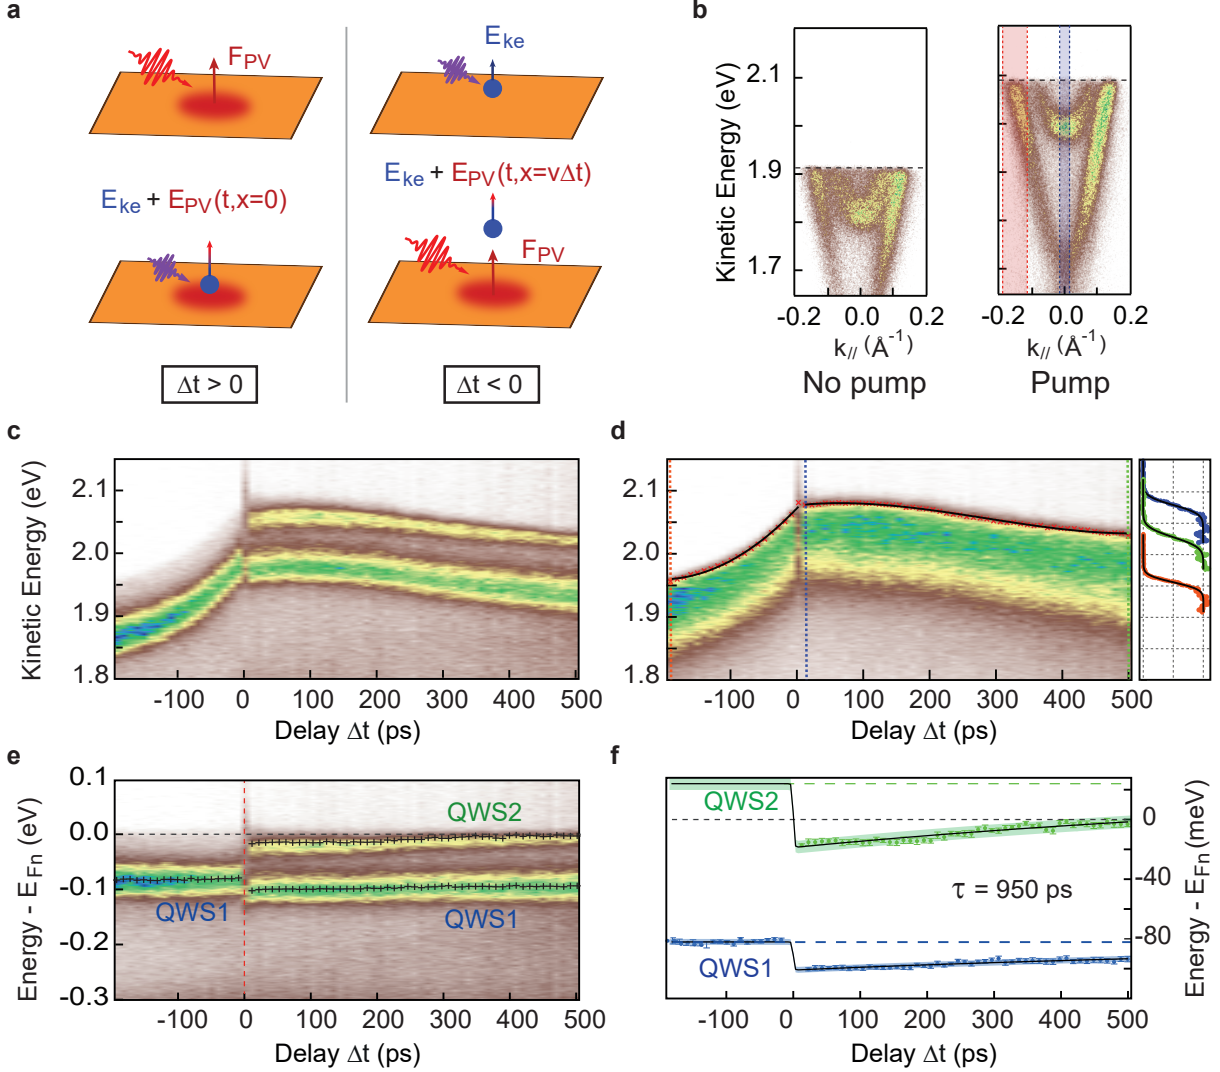 a
F_PV
E_ke
E_ke + E_PV(t,x=0)
E_ke + E_PV(t,x=vΔt)
F_PV
Δt > 0
Δt < 0
b
Kinetic Energy (eV)
2.1
1.9
1.7
-0.2 0.0 0.2
k_// (Å^-1)
No pump
-0.2 0.0 0.2
k_// (Å^-1)
Pump
c
Kinetic Energy (eV)
2.1
2.0
1.9
1.8
-100 0 100 200 300 400 500
Delay Δt (ps)
d
2.1
2.0
1.9
1.8
-100 0 100 200 300 400 500
Delay Δt (ps)
e
Energy - E_Fn (eV)
0.1
0.0
-0.1
-0.2
-0.3
QWS2
QWS1
QWS1
-100 0 100 200 300 400 500
Delay Δt (ps)
f
QWS2
τ = 950 ps
QWS1
0
-40
-80
Energy - E_Fn (meV)
-100 0 100 200 300 400 500
Delay Δt (ps)